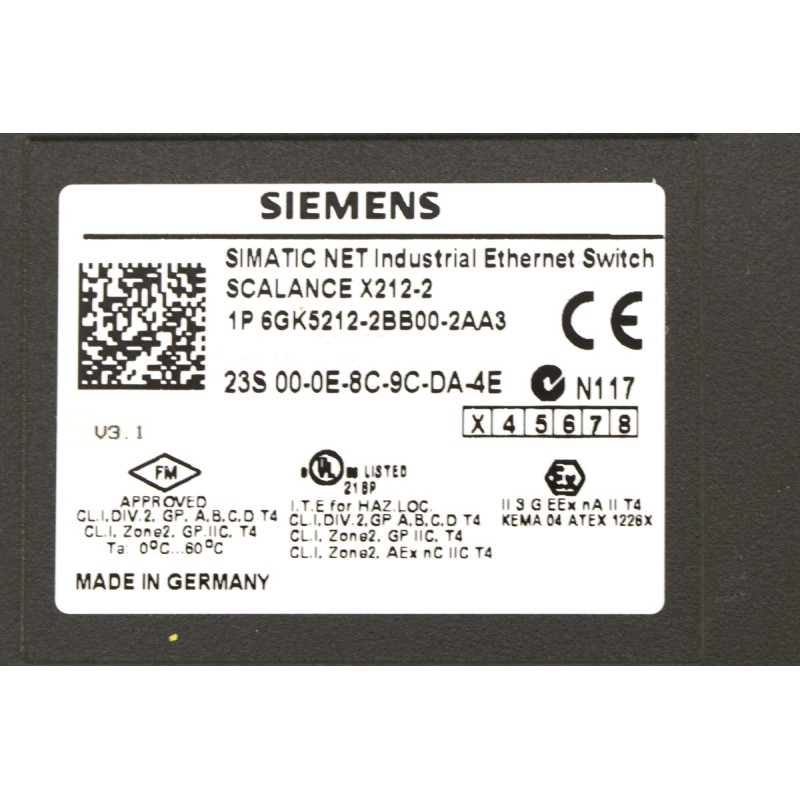 SIEMENS
SIMATIC NET Industrial Ethernet Switch
SCALANCE X212-2
1P 6GK5212-2BB00-2AA3
CE
23S 00-0E-8C-9C-DA-4E
N117
X 4 5 6 7 8
V3.1
FM
APPROVED
CL.I,DIV.2, GP, A,B,C,D T4
CL.I, Zone2, GP.IIC, T4
Ta: 0°C...60°C
UL US LISTED
21BP
I.T.E for HAZ.LOC.
CL.I,DIV.2,GP A,B,C,D T4
CL.I, Zone2, GP IIC, T4
CL.I, Zone2, AEx nC IIC T4
Ex
II 3 G EEx nA II T4
KEMA 04 ATEX 1226X
MADE IN GERMANY